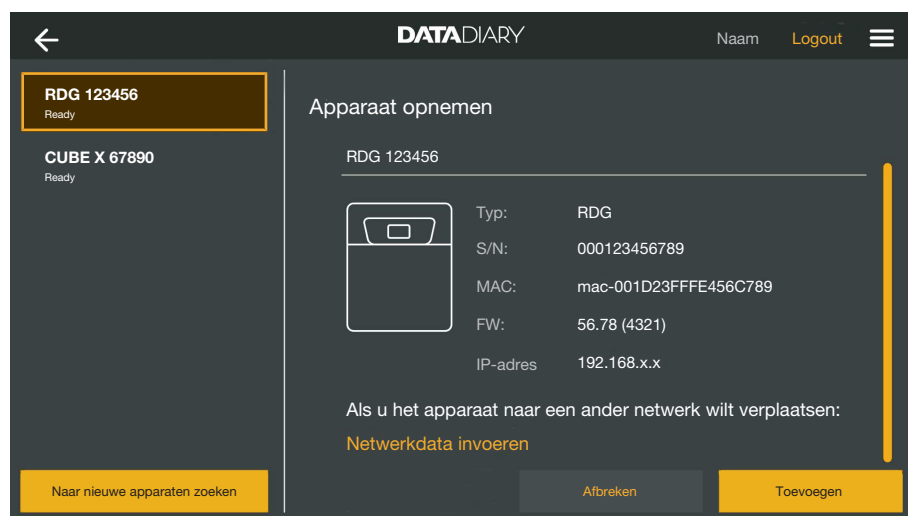 DATADIARY
Naam Logout
RDG 123456
Ready
CUBE X 67890
Ready
Naar nieuwe apparaten zoeken
Apparaat opnemen
RDG 123456
Typ: RDG
S/N: 000123456789
MAC: mac-001D23FFFE456C789
FW: 56.78 (4321)
IP-adres 192.168.x.x
Als u het apparaat naar een ander netwerk wilt verplaatsen:
Netwerkdata invoeren
Afbreken Toevoegen